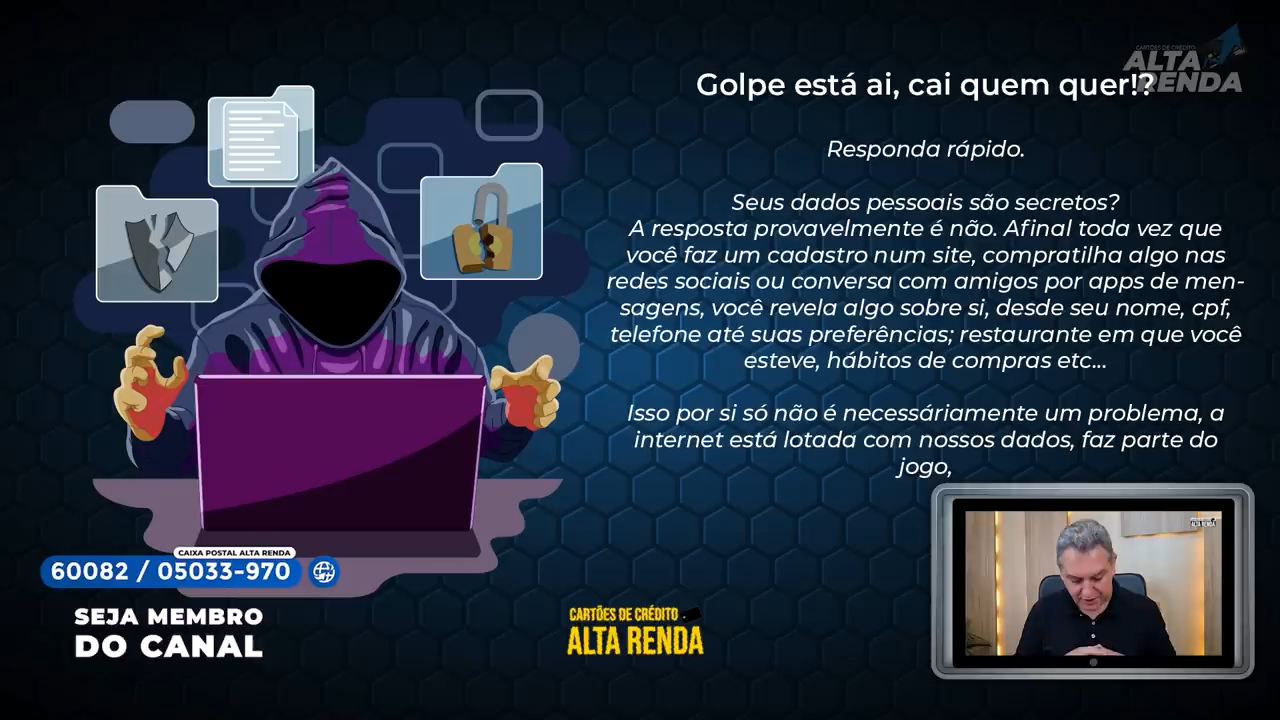 CARTÕES DE CRÉDITO
ALTA
RENDA
Golpe está ai, cai quem quer!?
Responda rápido.
Seus dados pessoais são secretos?
A resposta provavelmente é não. Afinal toda vez que
você faz um cadastro num site, compratilha algo nas
redes sociais ou conversa com amigos por apps de men-
sagens, você revela algo sobre si, desde seu nome, cpf,
telefone até suas preferências; restaurante em que você
esteve, hábitos de compras etc...
Isso por si só não é necessáriamente um problema, a
internet está lotada com nossos dados, faz parte do
jogo,
CAIXA POSTAL ALTA RENDA
60082 / 05033-970
SEJA MEMBRO
DO CANAL
CARTÕES DE CRÉDITO
ALTA RENDA
ALTA RENDA